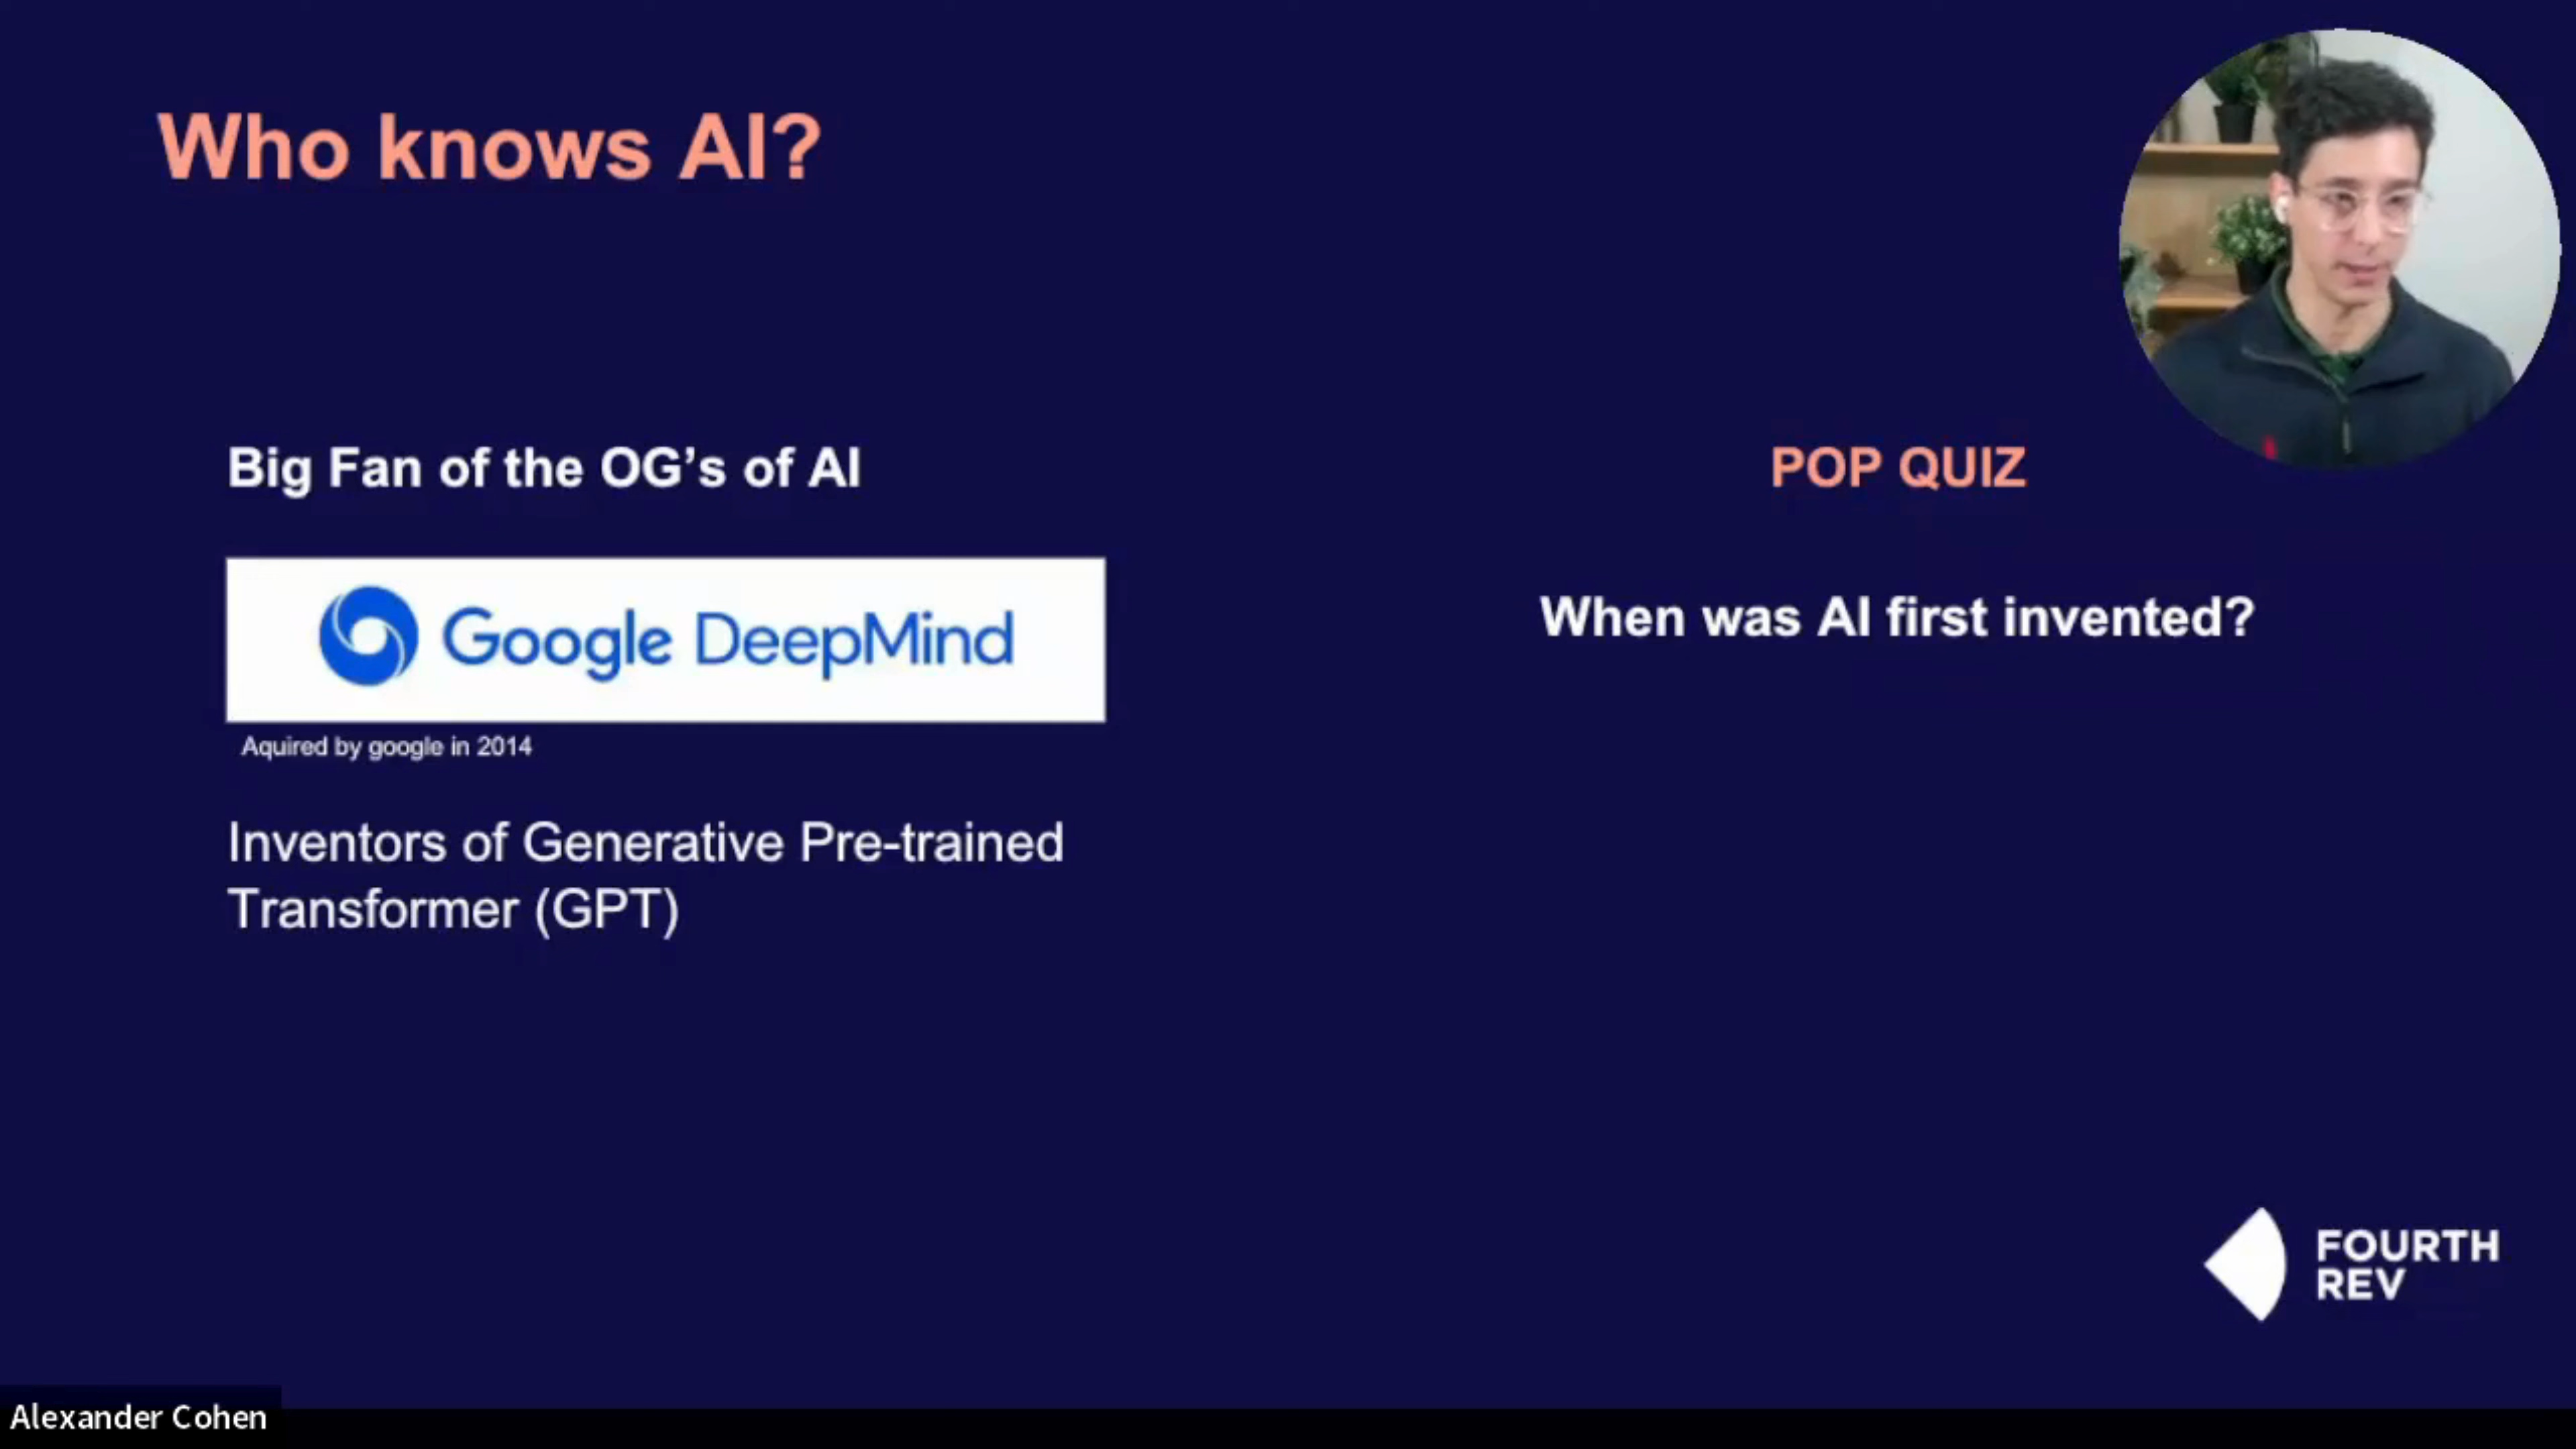 Who knows AI?
Big Fan of the OG’s of AI
Google DeepMind
Aquired by google in 2014
Inventors of Generative Pre-trained
Transformer (GPT)
POP QUIZ
When was AI first invented?
FOURTH
REV
Alexander Cohen